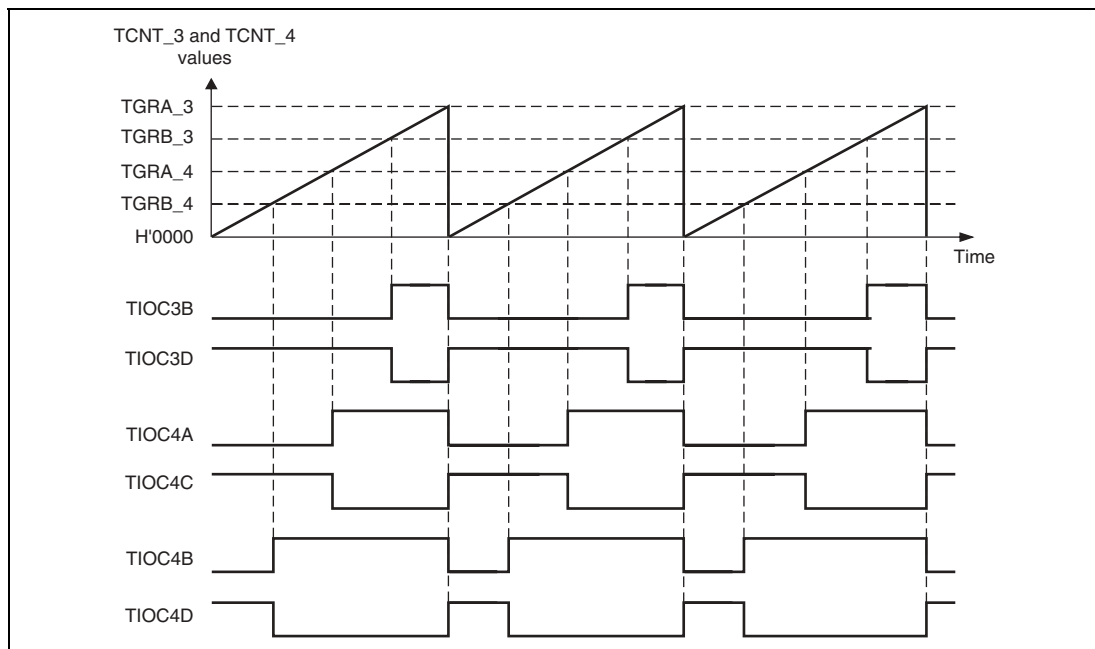 TCNT_3 and TCNT_4
values
TGRA_3
TGRB_3
TGRA_4
TGRB_4
H'0000
Time
TIOC3B
TIOC3D
TIOC4A
TIOC4C
TIOC4B
TIOC4D